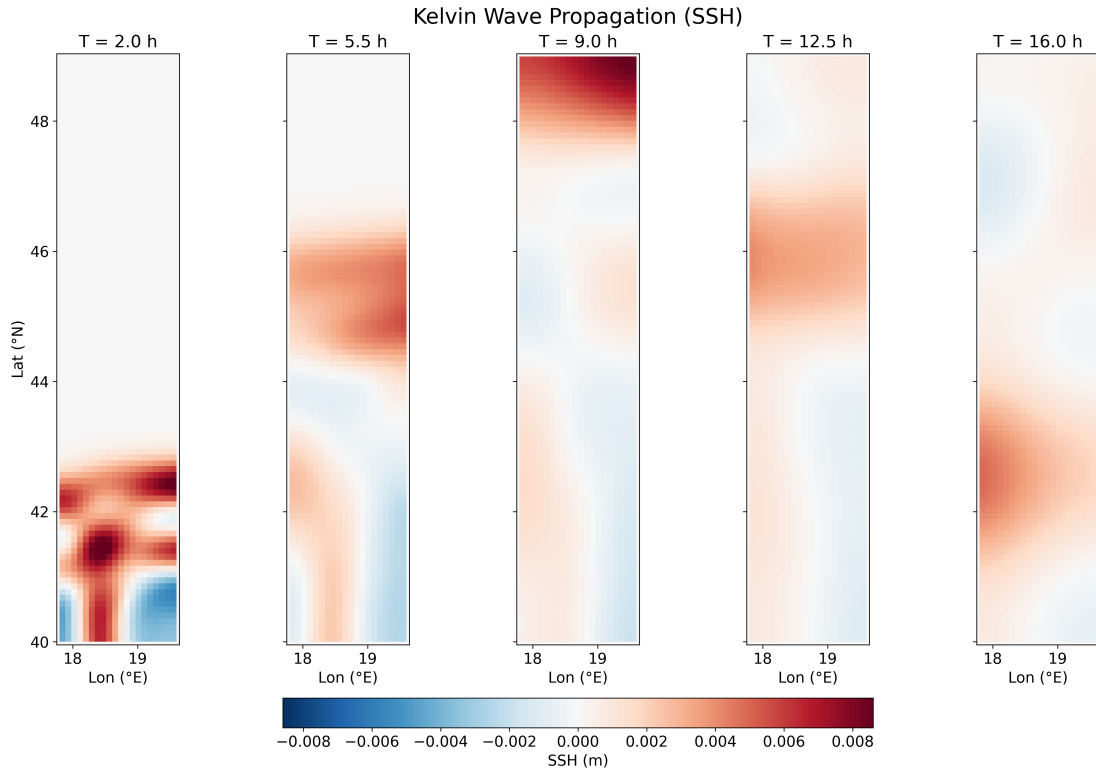 Kelvin Wave Propagation (SSH)
T = 2.0 h
T = 5.5 h
T = 9.0 h
T = 12.5 h
T = 16.0 h
Lat (°N)
48
46
44
42
40
18 19
18 19
18 19
18 19
18 19
Lon (°E)
Lon (°E)
Lon (°E)
Lon (°E)
Lon (°E)
−0.008 −0.006 −0.004 −0.002 0.000 0.002 0.004 0.006 0.008
SSH (m)